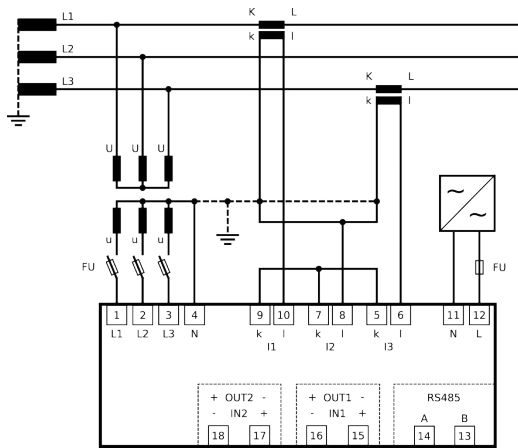 L1 K L
k l
L2
L3 K L
k l
U U U
u u u
~
~
FU FU
1 2 3 4 9 10 7 8 5 6 11 12
L1 L2 L3 N k l k l k l N L
I1 I2 I3
+ OUT2 - + OUT1 - RS485
- IN2 + - IN1 + A B
18 17 16 15 14 13